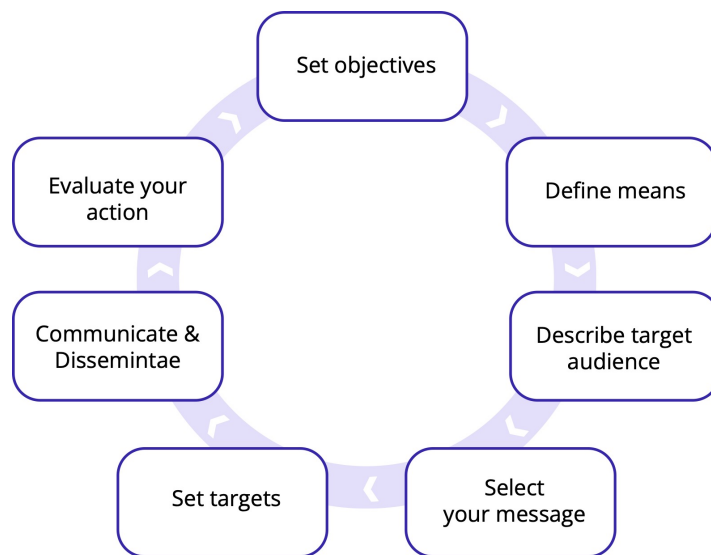 Set objectives
Define means
Describe target
audience
Select
your message
Set targets
Communicate &
Dissemintae
Evaluate your
action